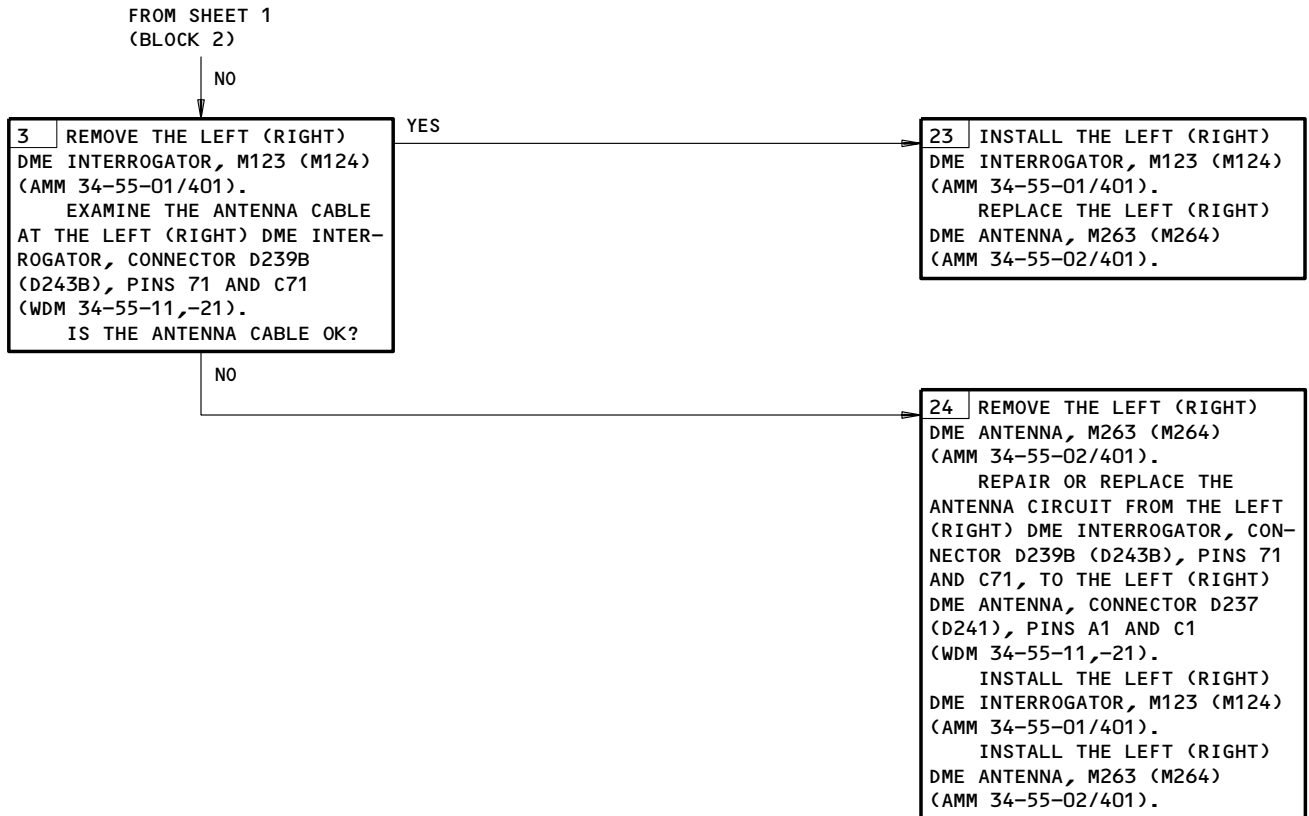 FROM SHEET 1
(BLOCK 2)
NO
3 REMOVE THE LEFT (RIGHT)
DME INTERROGATOR, M123 (M124)
(AMM 34-55-01/401).
EXAMINE THE ANTENNA CABLE
AT THE LEFT (RIGHT) DME INTER-
ROGATOR, CONNECTOR D239B
(D243B), PINS 71 AND C71
(WDM 34-55-11,-21).
IS THE ANTENNA CABLE OK?
YES
23 INSTALL THE LEFT (RIGHT)
DME INTERROGATOR, M123 (M124)
(AMM 34-55-01/401).
REPLACE THE LEFT (RIGHT)
DME ANTENNA, M263 (M264)
(AMM 34-55-02/401).
NO
24 REMOVE THE LEFT (RIGHT)
DME ANTENNA, M263 (M264)
(AMM 34-55-02/401).
REPAIR OR REPLACE THE
ANTENNA CIRCUIT FROM THE LEFT
(RIGHT) DME INTERROGATOR, CON-
NECTOR D239B (D243B), PINS 71
AND C71, TO THE LEFT (RIGHT)
DME ANTENNA, CONNECTOR D237
(D241), PINS A1 AND C1
(WDM 34-55-11,-21).
INSTALL THE LEFT (RIGHT)
DME INTERROGATOR, M123 (M124)
(AMM 34-55-01/401).
INSTALL THE LEFT (RIGHT)
DME ANTENNA, M263 (M264)
(AMM 34-55-02/401).